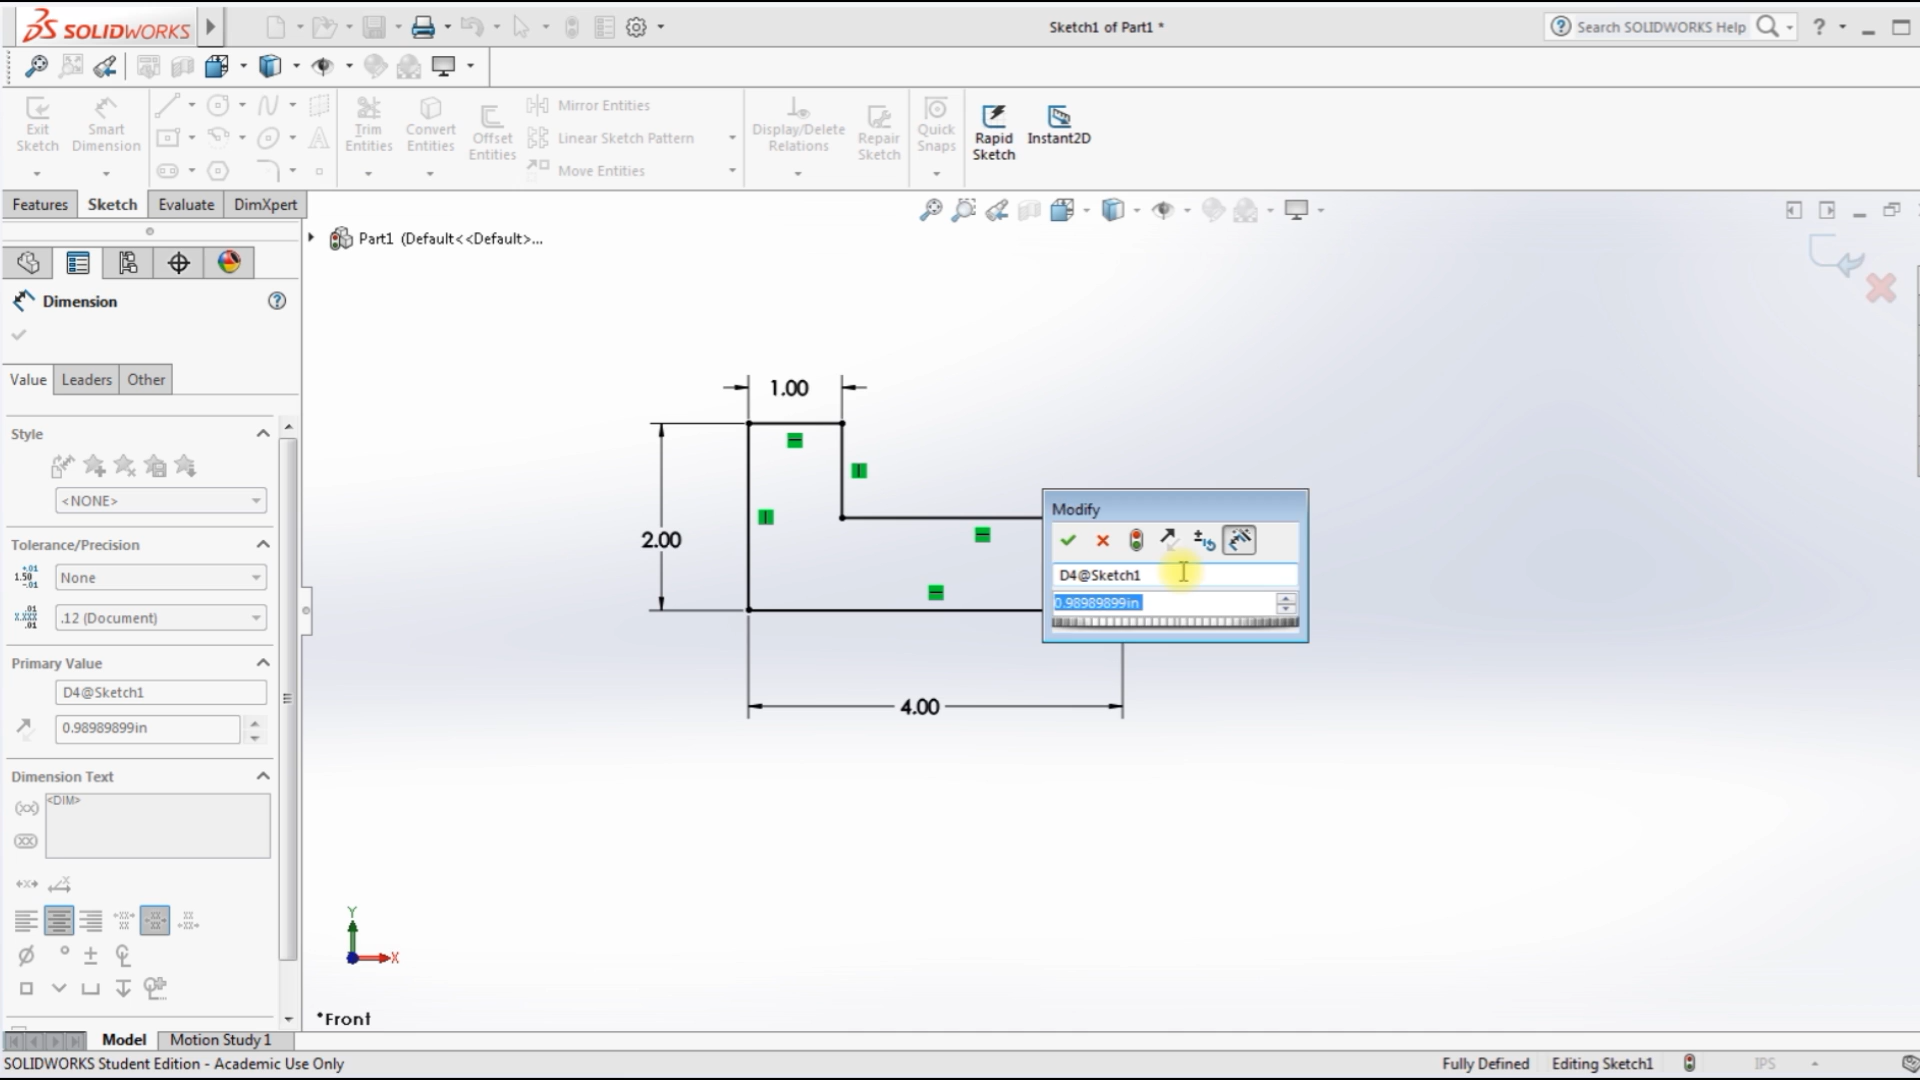 SOLIDWORKS
Sketch1 of Part1 *
Search SOLIDWORKS Help
?
Exit Sketch
Smart Dimension
Trim Entities
Convert Entities
Offset Entities
Mirror Entities
Linear Sketch Pattern
Move Entities
Display/Delete Relations
Repair Sketch
Quick Snaps
Rapid Sketch
Instant2D
Features
Sketch
Evaluate
DimXpert
Part1 (Default<<Default>...
Dimension
Value
Leaders
Other
Style
<NONE>
Tolerance/Precision
None
.12 (Document)
Primary Value
D4@Sketch1
0.98989899in
Dimension Text
<DIM>
1.00
2.00
4.00
Modify
D4@Sketch1
0.98989899in
Y
X
*Front
Model
Motion Study 1
SOLIDWORKS Student Edition - Academic Use Only
Fully Defined
Editing Sketch1
IPS